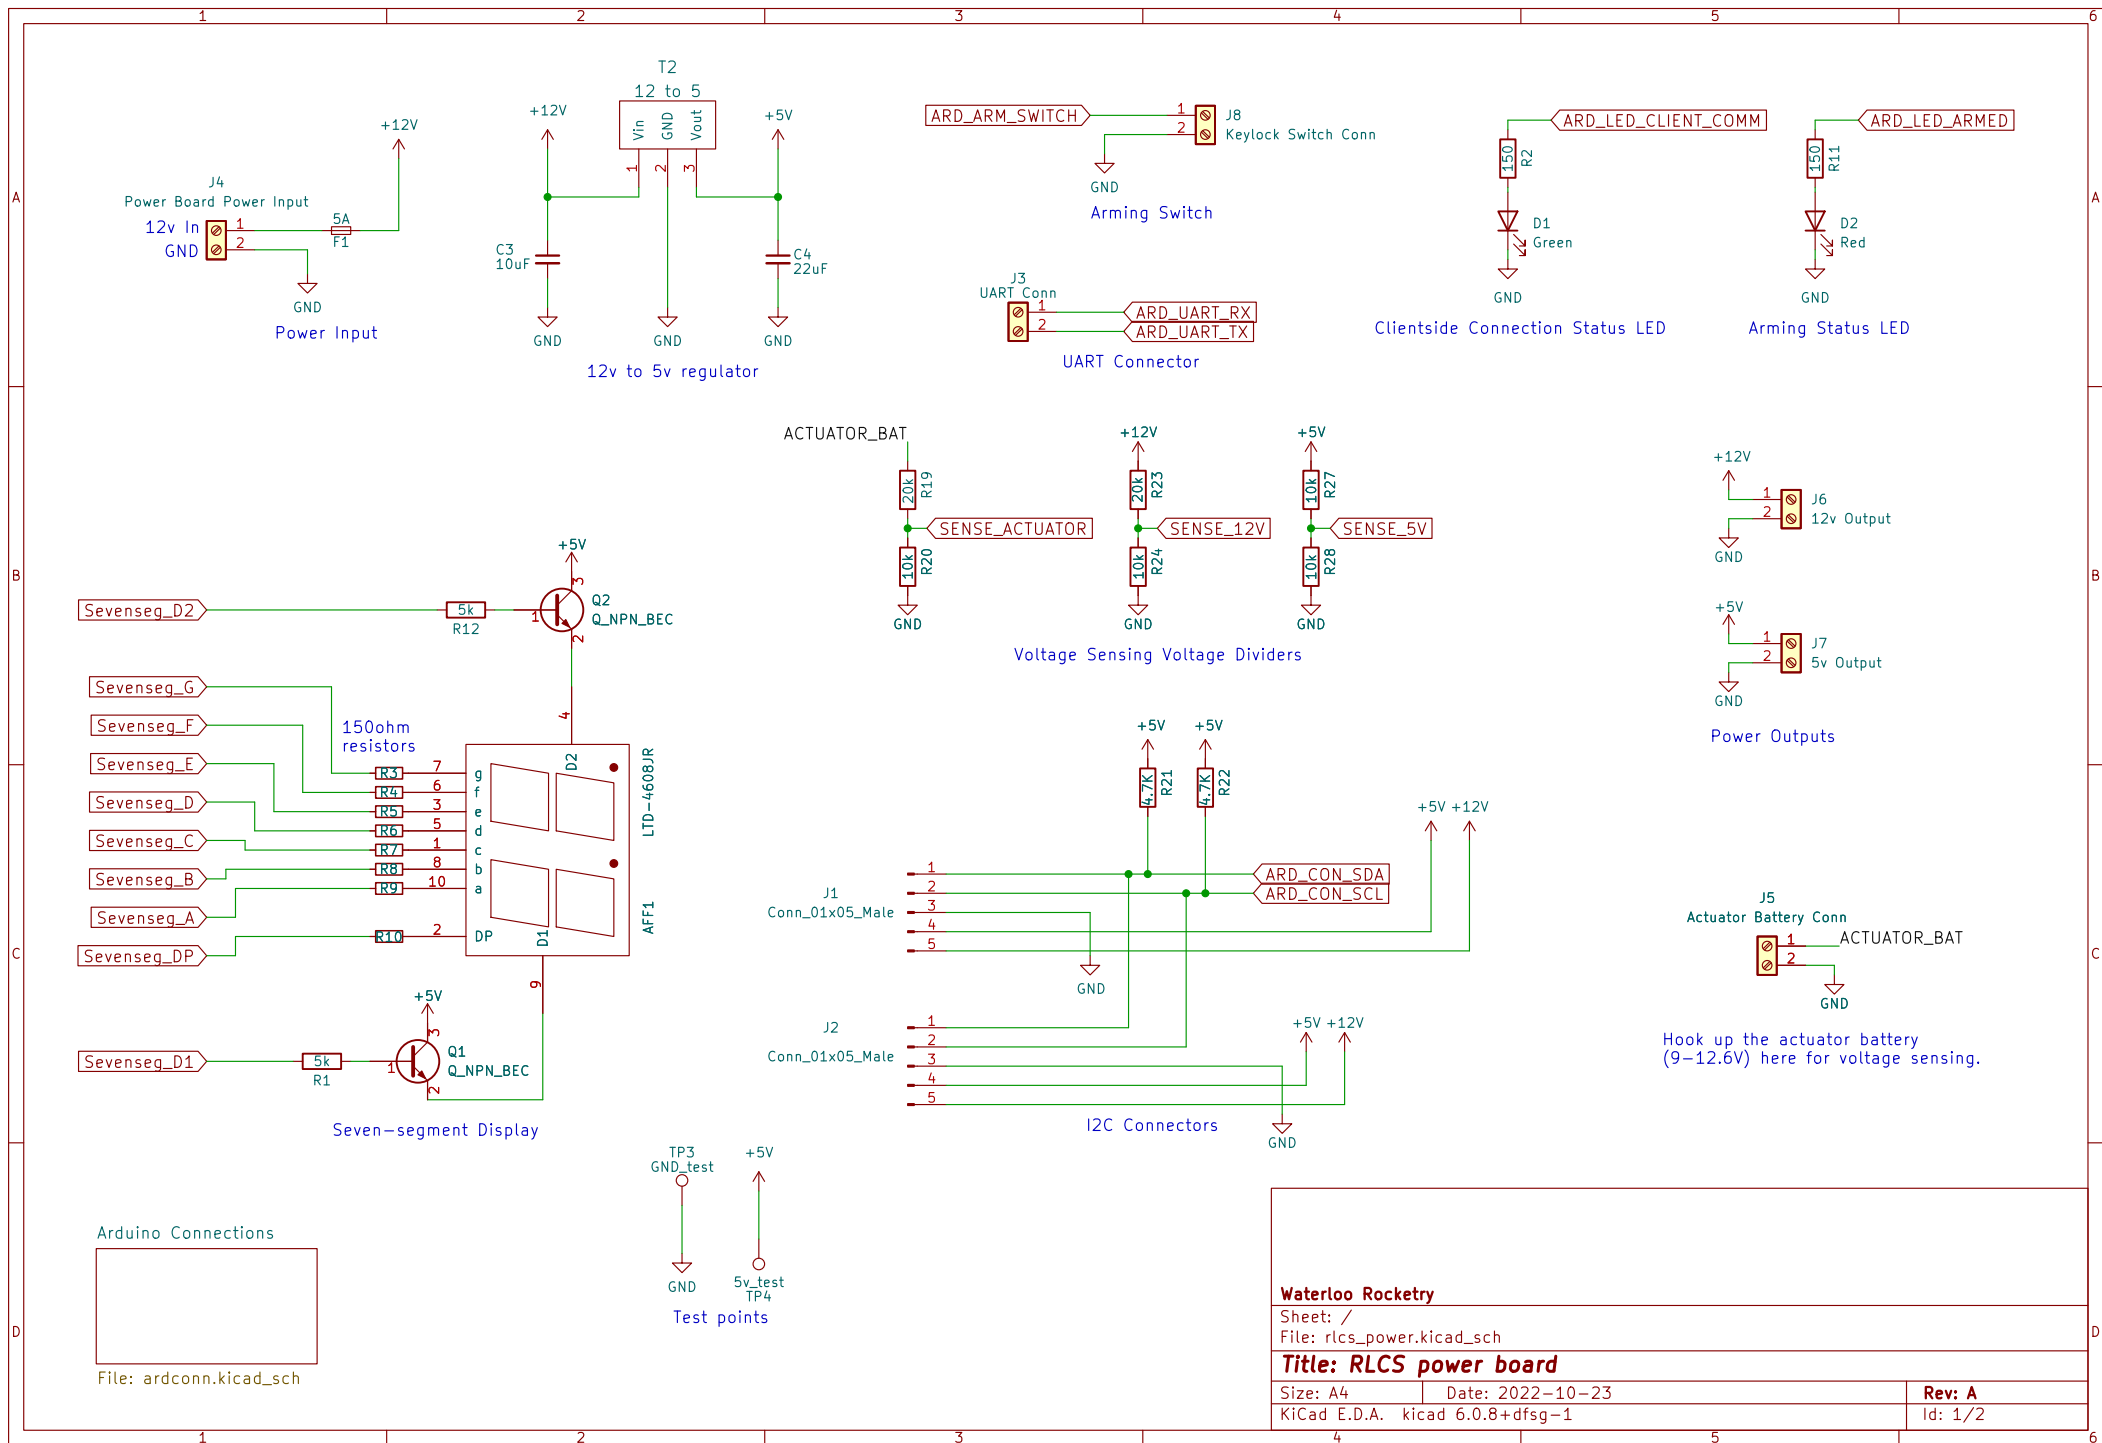 1 2 3 4 5 6
A
B
C
D
A
B
C
D
T2
12 to 5
Vin
GND
Vout
1
2
3
+12V
+5V
C3
10uF
C4
22uF
GND
GND
GND
12v to 5v regulator
+12V
J4
Power Board Power Input
12v In
GND
1
2
5A
F1
GND
Power Input
ARD_ARM_SWITCH
1
2
J8
Keylock Switch Conn
GND
Arming Switch
J3
UART Conn
1
2
ARD_UART_RX
ARD_UART_TX
UART Connector
ARD_LED_CLIENT_COMM
150
R2
D1
Green
GND
Clientside Connection Status LED
ARD_LED_ARMED
150
R11
D2
Red
GND
Arming Status LED
ACTUATOR_BAT
20k
R19
SENSE_ACTUATOR
10k
R20
GND
+12V
20k
R23
SENSE_12V
10k
R24
GND
+5V
10k
R27
SENSE_5V
10k
R28
GND
Voltage Sensing Voltage Dividers
+12V
1
2
J6
12v Output
GND
+5V
1
2
J7
5v Output
GND
Power Outputs
+5V
3
Q2
Q_NPN_BEC
1
2
Sevenseg_D2
5k
R12
Sevenseg_G
Sevenseg_F
Sevenseg_E
Sevenseg_D
Sevenseg_C
Sevenseg_B
Sevenseg_A
Sevenseg_DP
150ohm
resistors
R3 7 g
R4 6 f
R5 3 e
R6 5 d
R7 1 c
R8 8 b
R9 10 a
R10 2 DP
4
D2
D1
9
LTD-4608JR
AFF1
+5V
3
Q1
Q_NPN_BEC
1
2
Sevenseg_D1
5k
R1
Seven-segment Display
+5V
+5V
4.7K
R21
4.7K
R22
+5V
+12V
J1
Conn_01x05_Male
1
2
3
4
5
ARD_CON_SDA
ARD_CON_SCL
GND
J2
Conn_01x05_Male
1
2
3
4
5
+5V
+12V
GND
I2C Connectors
J5
Actuator Battery Conn
1
2
ACTUATOR_BAT
GND
Hook up the actuator battery
(9-12.6V) here for voltage sensing.
TP3
GND_test
GND
+5V
5v_test
TP4
Test points
Arduino Connections
File: ardconn.kicad_sch
Waterloo Rocketry
Sheet: /
File: rlcs_power.kicad_sch
Title: RLCS power board
Size: A4
Date: 2022-10-23
Rev: A
KiCad E.D.A. kicad 6.0.8+dfsg-1
Id: 1/2
1 2 3 4 5 6